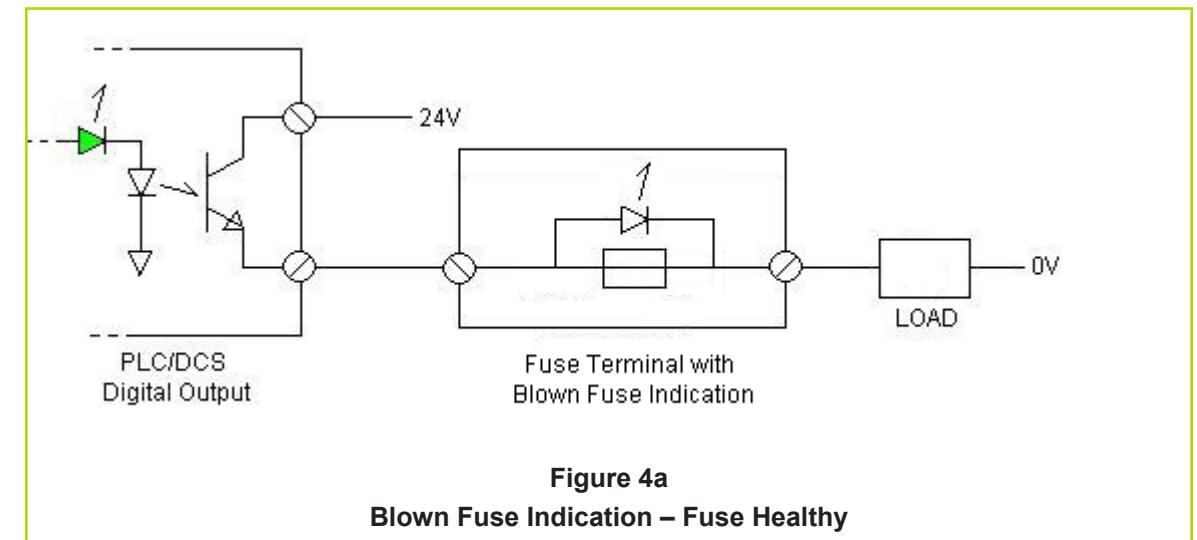 24V
0V
LOAD
PLC/DCS
Digital Output
Fuse Terminal with
Blown Fuse Indication
Figure 4a
Blown Fuse Indication – Fuse Healthy